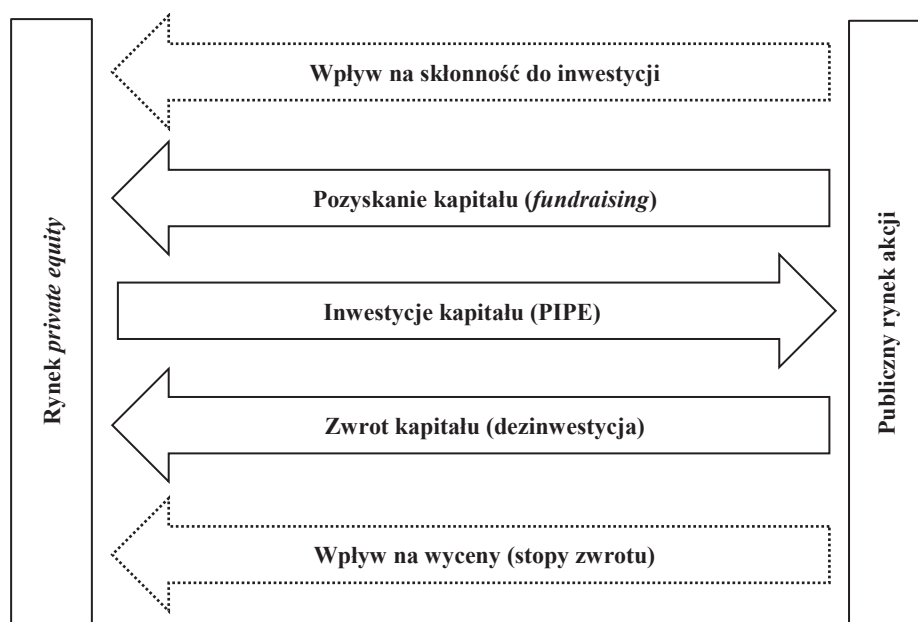 Rynek private equity
Wpływ na skłonność do inwestycji
Pozyskanie kapitału (fundraising)
Inwestycje kapitału (PIPE)
Zwrot kapitału (dezinwestycja)
Wpływ na wyceny (stopy zwrotu)
Publiczny rynek akcji